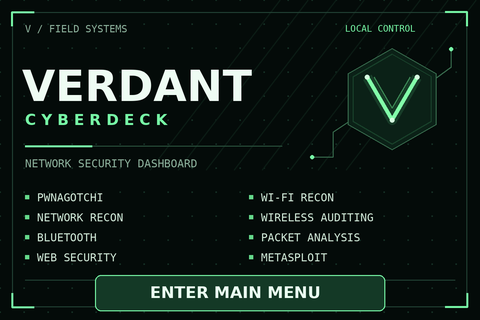 V / FIELD SYSTEMS
LOCAL CONTROL
VERDANT
CYBERDECK
NETWORK SECURITY DASHBOARD
PWNAGOTCHI
WI-FI RECON
NETWORK RECON
WIRELESS AUDITING
BLUETOOTH
PACKET ANALYSIS
WEB SECURITY
METASPLOIT
ENTER MAIN MENU